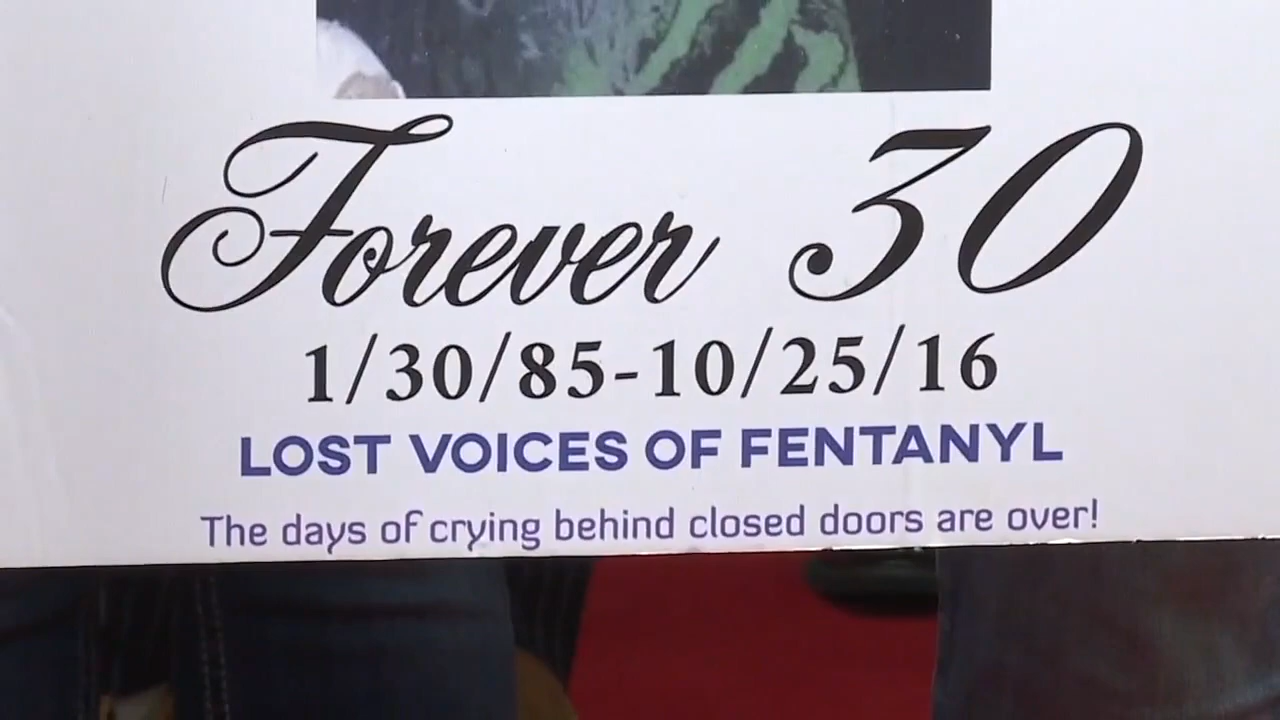 Forever 30
1/30/85-10/25/16
LOST VOICES OF FENTANYL
The days of crying behind closed doors are over!